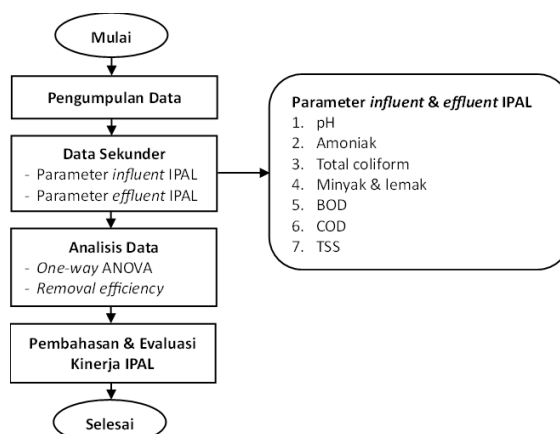 Mulai
Pengumpulan Data
Data Sekunder
- Parameter influent IPAL
- Parameter effluent IPAL
Analisis Data
- One-way ANOVA
- Removal efficiency
Pembahasan & Evaluasi
Kinerja IPAL
Selesai
Parameter influent & effluent IPAL
1. pH
2. Amoniak
3. Total coliform
4. Minyak & lemak
5. BOD
6. COD
7. TSS